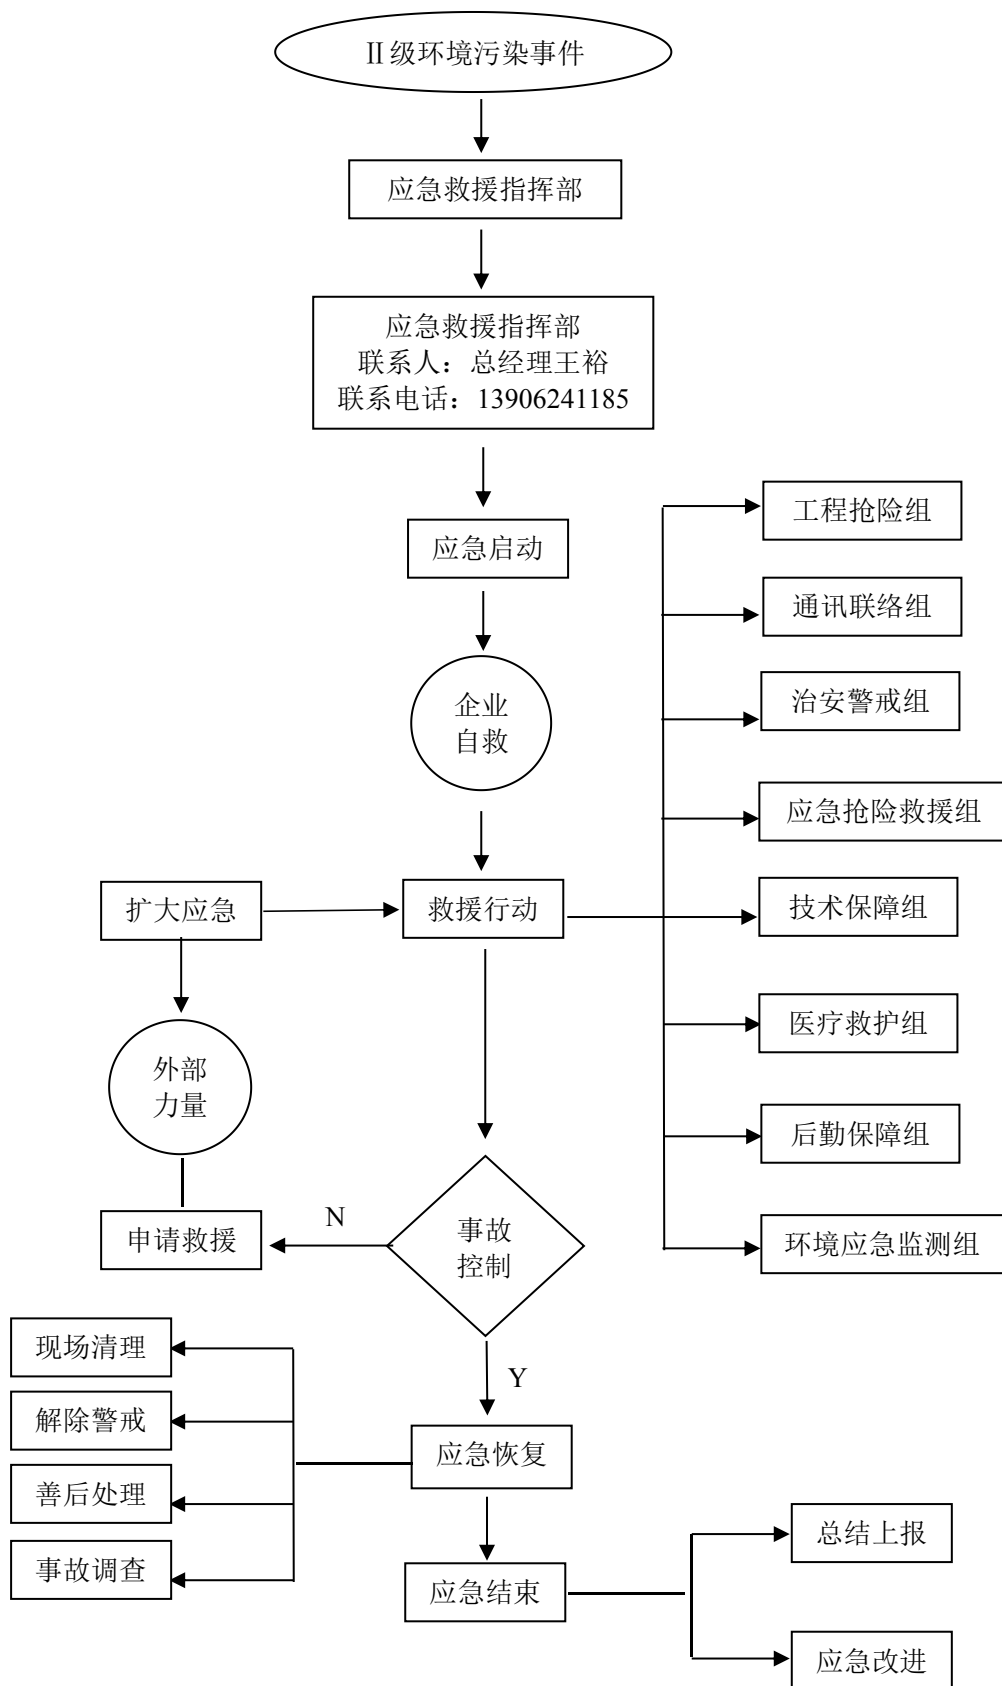 Ⅱ级环境污染事件
应急救援指挥部
应急救援指挥部
联系人：总经理王裕
联系电话：13906241185
应急启动
企业
自救
工程抢险组
通讯联络组
治安警戒组
应急抢险救援组
技术保障组
医疗救护组
后勤保障组
环境应急监测组
扩大应急
救援行动
外部
力量
申请救援
N
事故
控制
Y
现场清理
解除警戒
善后处理
事故调查
应急恢复
应急结束
总结上报
应急改进